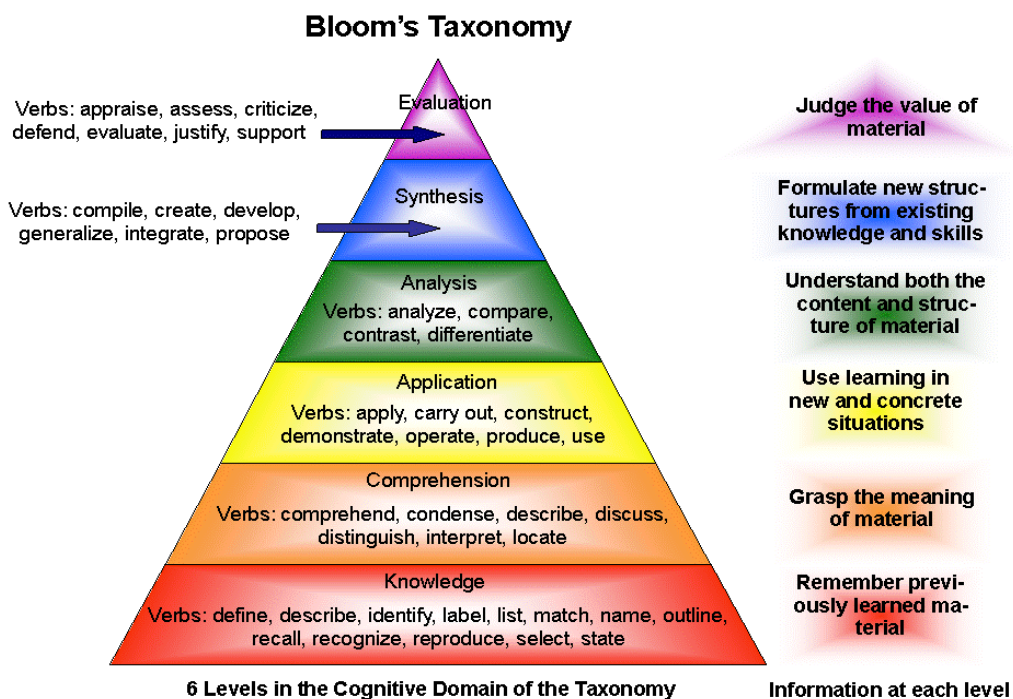 Bloom's Taxonomy
Verbs: appraise, assess, criticize,
defend, evaluate, justify, support
Evaluation
Judge the value of
material
Verbs: compile, create, develop,
generalize, integrate, propose
Synthesis
Formulate new struc-
tures from existing
knowledge and skills
Analysis
Verbs: analyze, compare,
contrast, differentiate
Understand both the
content and struc-
ture of material
Application
Verbs: apply, carry out, construct,
demonstrate, operate, produce, use
Use learning in
new and concrete
situations
Comprehension
Verbs: comprehend, condense, describe, discuss,
distinguish, interpret, locate
Grasp the meaning
of material
Knowledge
Verbs: define, describe, identify, label, list, match, name, outline,
recall, recognize, reproduce, select, state
Remember previ-
ously learned ma-
terial
6 Levels in the Cognitive Domain of the Taxonomy
Information at each level